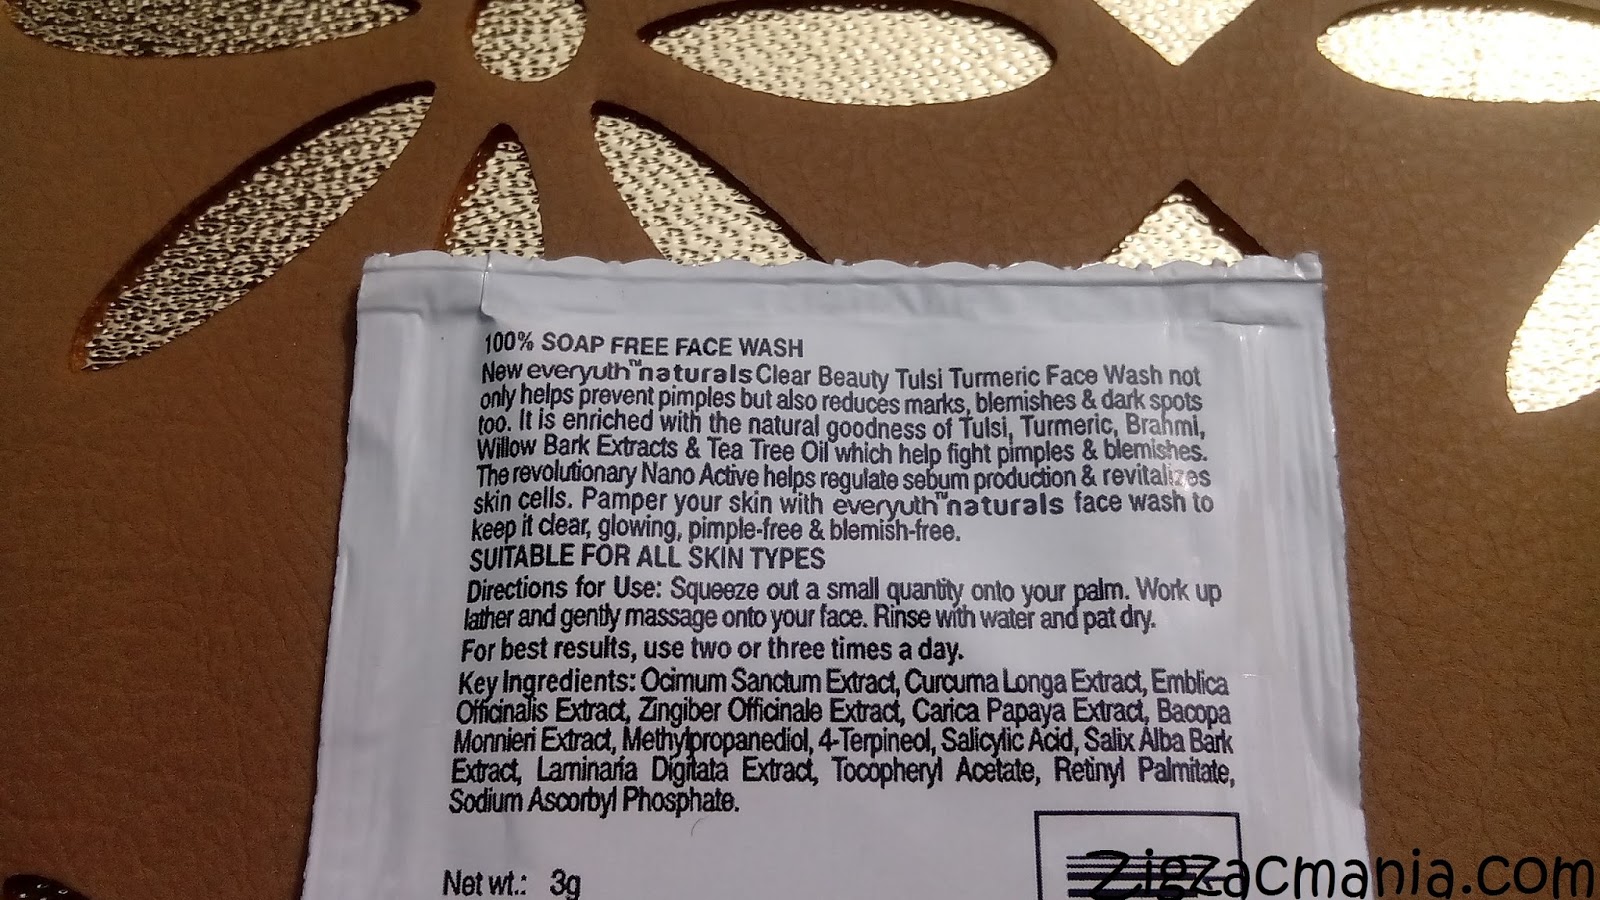 100% SOAP FREE FACE WASH
New everyuth™naturals Clear Beauty Tulsi Turmeric Face Wash not
only helps prevent pimples but also reduces marks, blemishes & dark spots
too. It is enriched with the natural goodness of Tulsi, Turmeric, Brahmi,
Willow Bark Extracts & Tea Tree Oil which help fight pimples & blemishes.
The revolutionary Nano Active helps regulate sebum production & revitalizes
skin cells. Pamper your skin with everyuth™naturals face wash to
keep it clear, glowing, pimple-free & blemish-free.
SUITABLE FOR ALL SKIN TYPES
Directions for Use: Squeeze out a small quantity onto your palm. Work up
lather and gently massage onto your face. Rinse with water and pat dry.
For best results, use two or three times a day.
Key Ingredients: Ocimum Sanctum Extract, Curcuma Longa Extract, Emblica
Officinalis Extract, Zingiber Officinale Extract, Carica Papaya Extract, Bacopa
Monnieri Extract, Methylpropanediol, 4-Terpineol, Salicylic Acid, Salix Alba Bark
Extract, Laminaria Digitata Extract, Tocopheryl Acetate, Retinyl Palmitate,
Sodium Ascorbyl Phosphate.
Net wt.: 3g
Zigzacmania.com